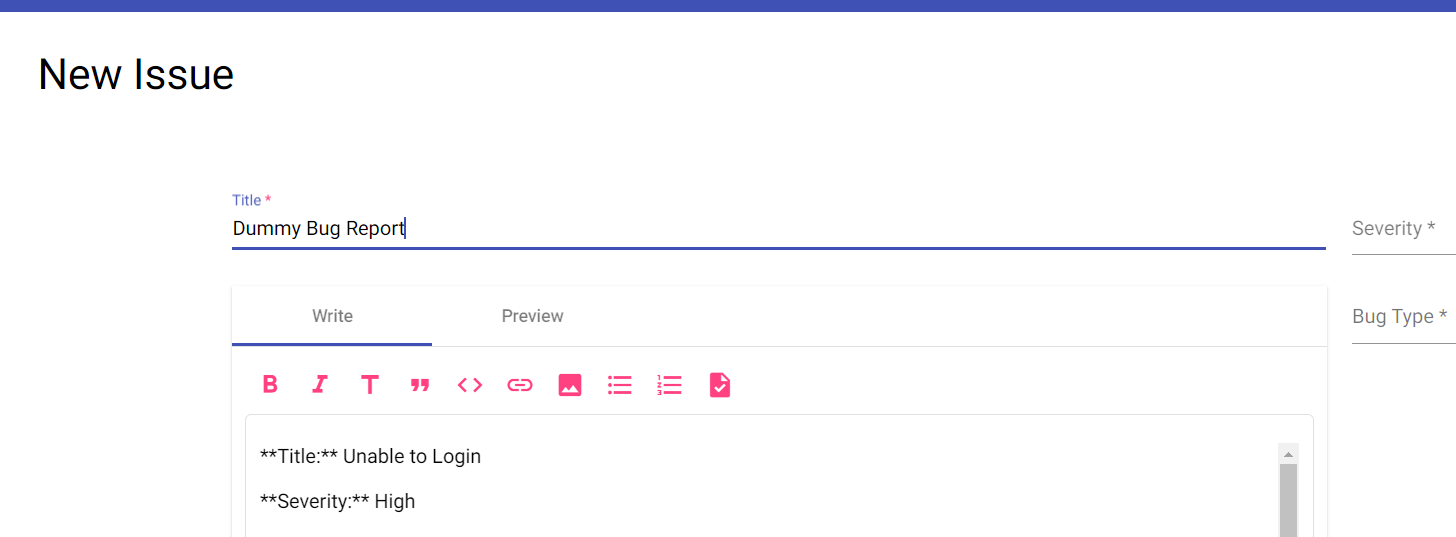 New Issue
Title *
Dummy Bug Report
Severity *
Write Preview
Bug Type *
**Title:** Unable to Login
**Severity:** High